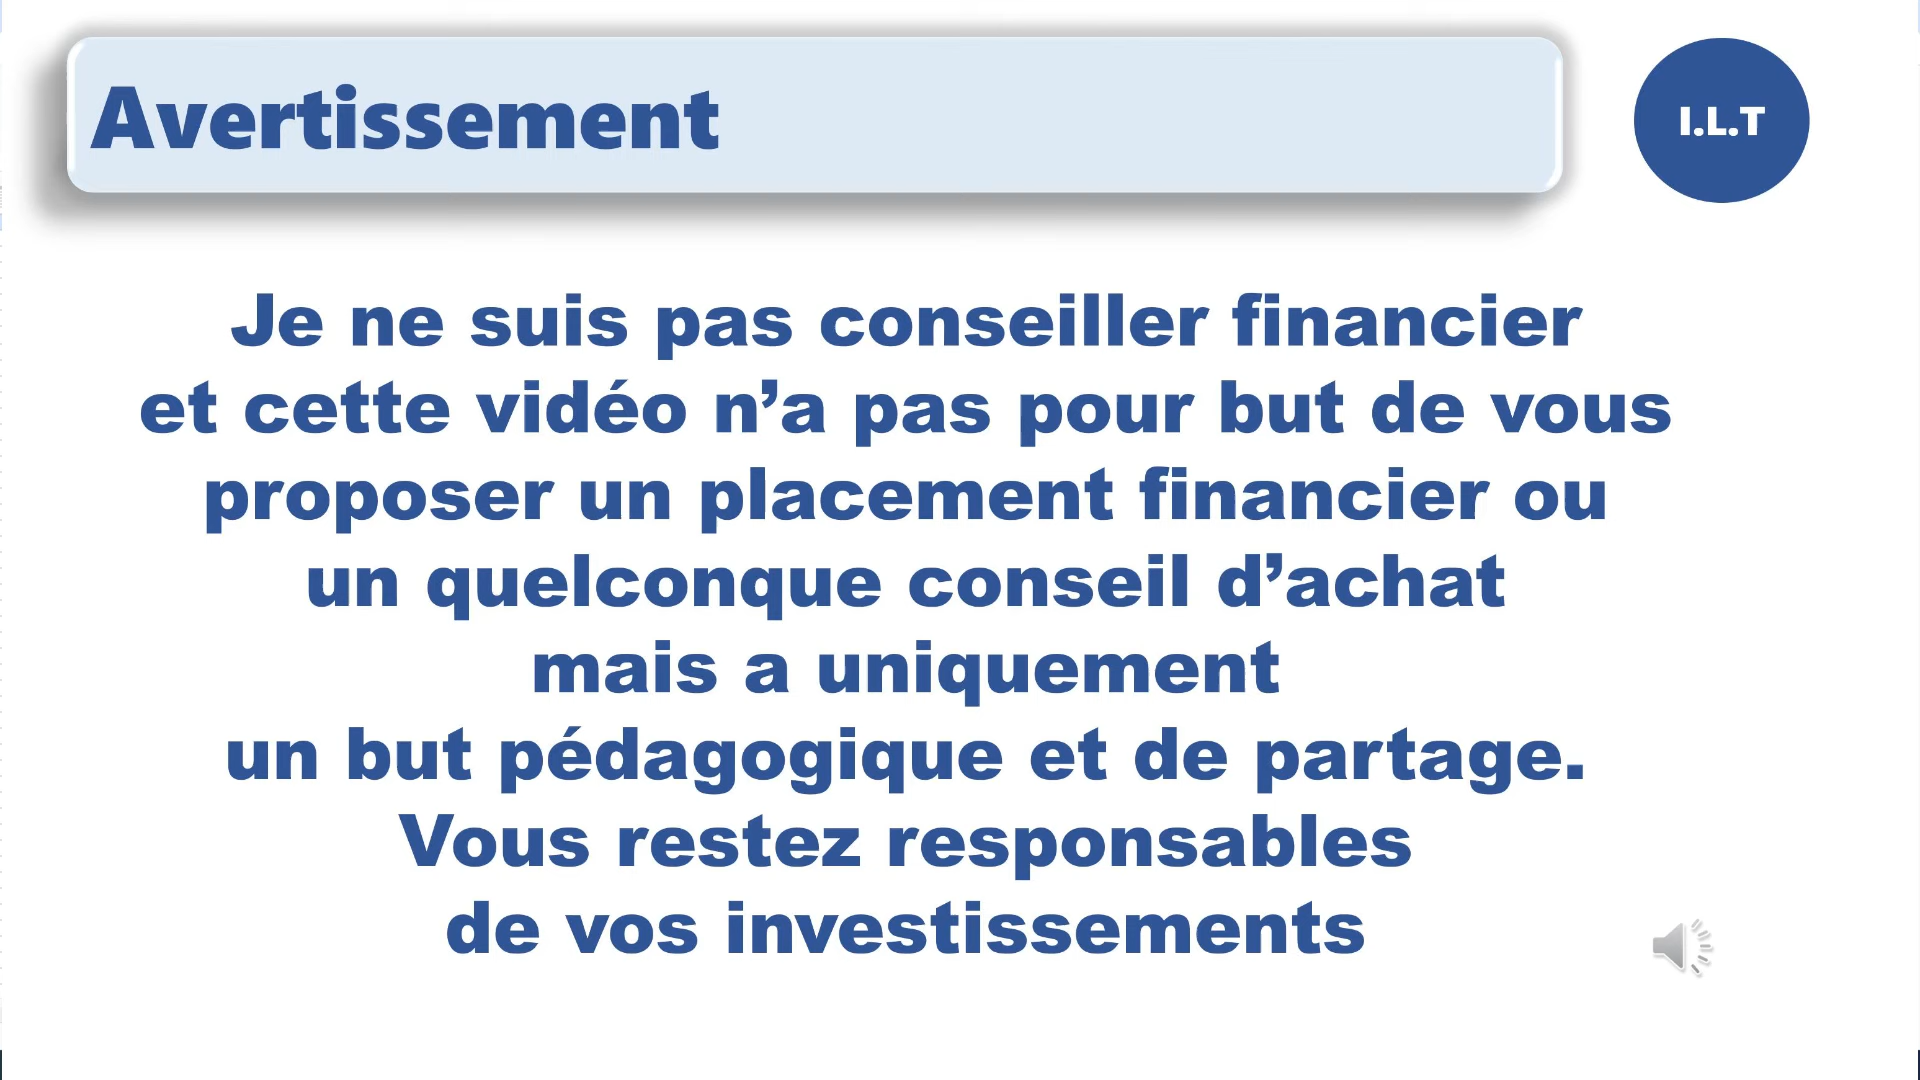 Avertissement
I.L.T
Je ne suis pas conseiller financier
et cette vidéo n’a pas pour but de vous
proposer un placement financier ou
un quelconque conseil d’achat
mais a uniquement
un but pédagogique et de partage.
Vous restez responsables
de vos investissements